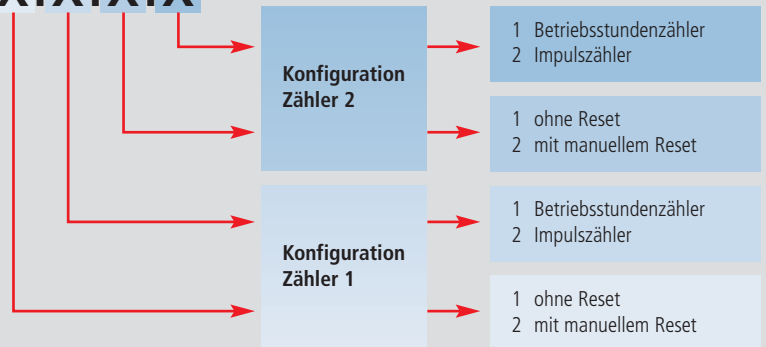 X X X X
Konfiguration
Zähler 2
1 Betriebsstundenzähler
2 Impulszähler
1 ohne Reset
2 mit manuellem Reset
Konfiguration
Zähler 1
1 Betriebsstundenzähler
2 Impulszähler
1 ohne Reset
2 mit manuellem Reset